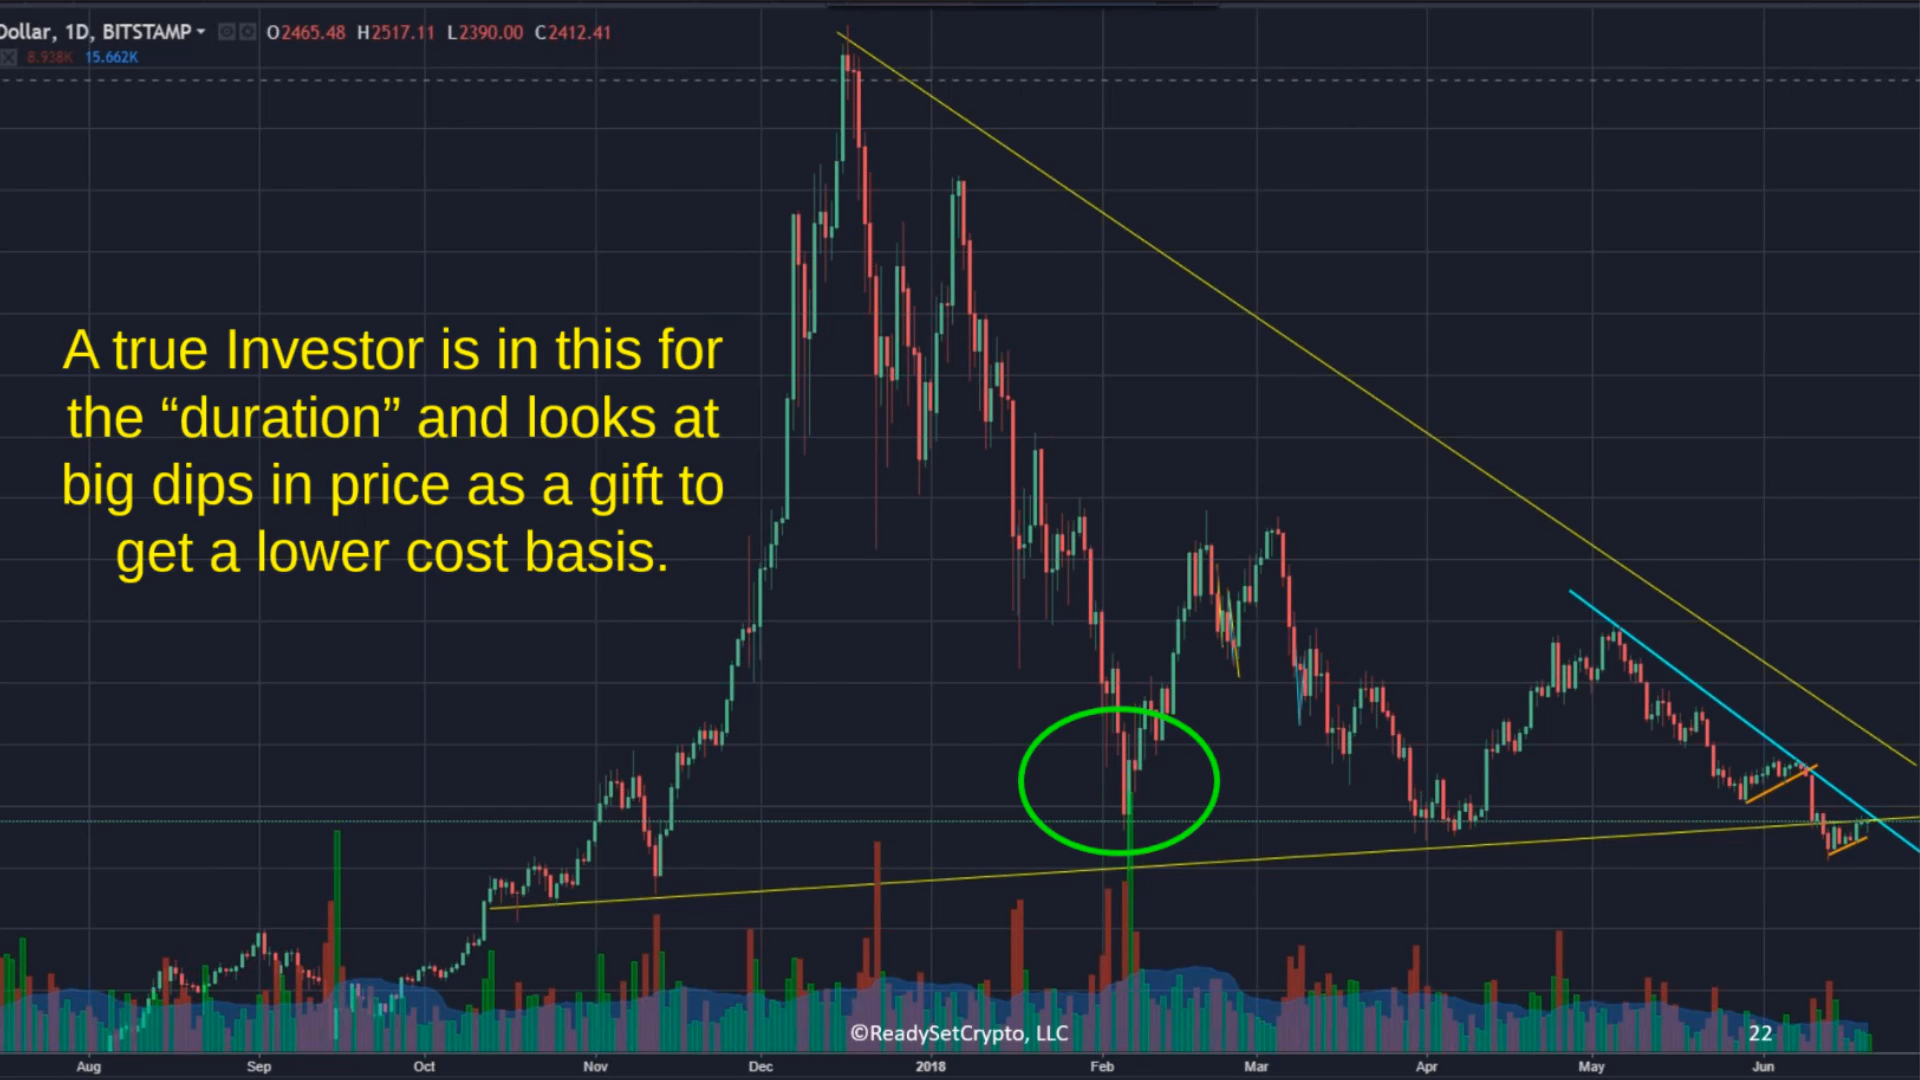 Dollar, 1D, BITSTAMP O2465.48 H2517.11 L2390.00 C2412.41
8.938K 15.662K
A true Investor is in this for
the “duration” and looks at
big dips in price as a gift to
get a lower cost basis.
©ReadySetCrypto, LLC
22
Aug Sep Oct Nov Dec 2018 Feb Mar Apr May Jun